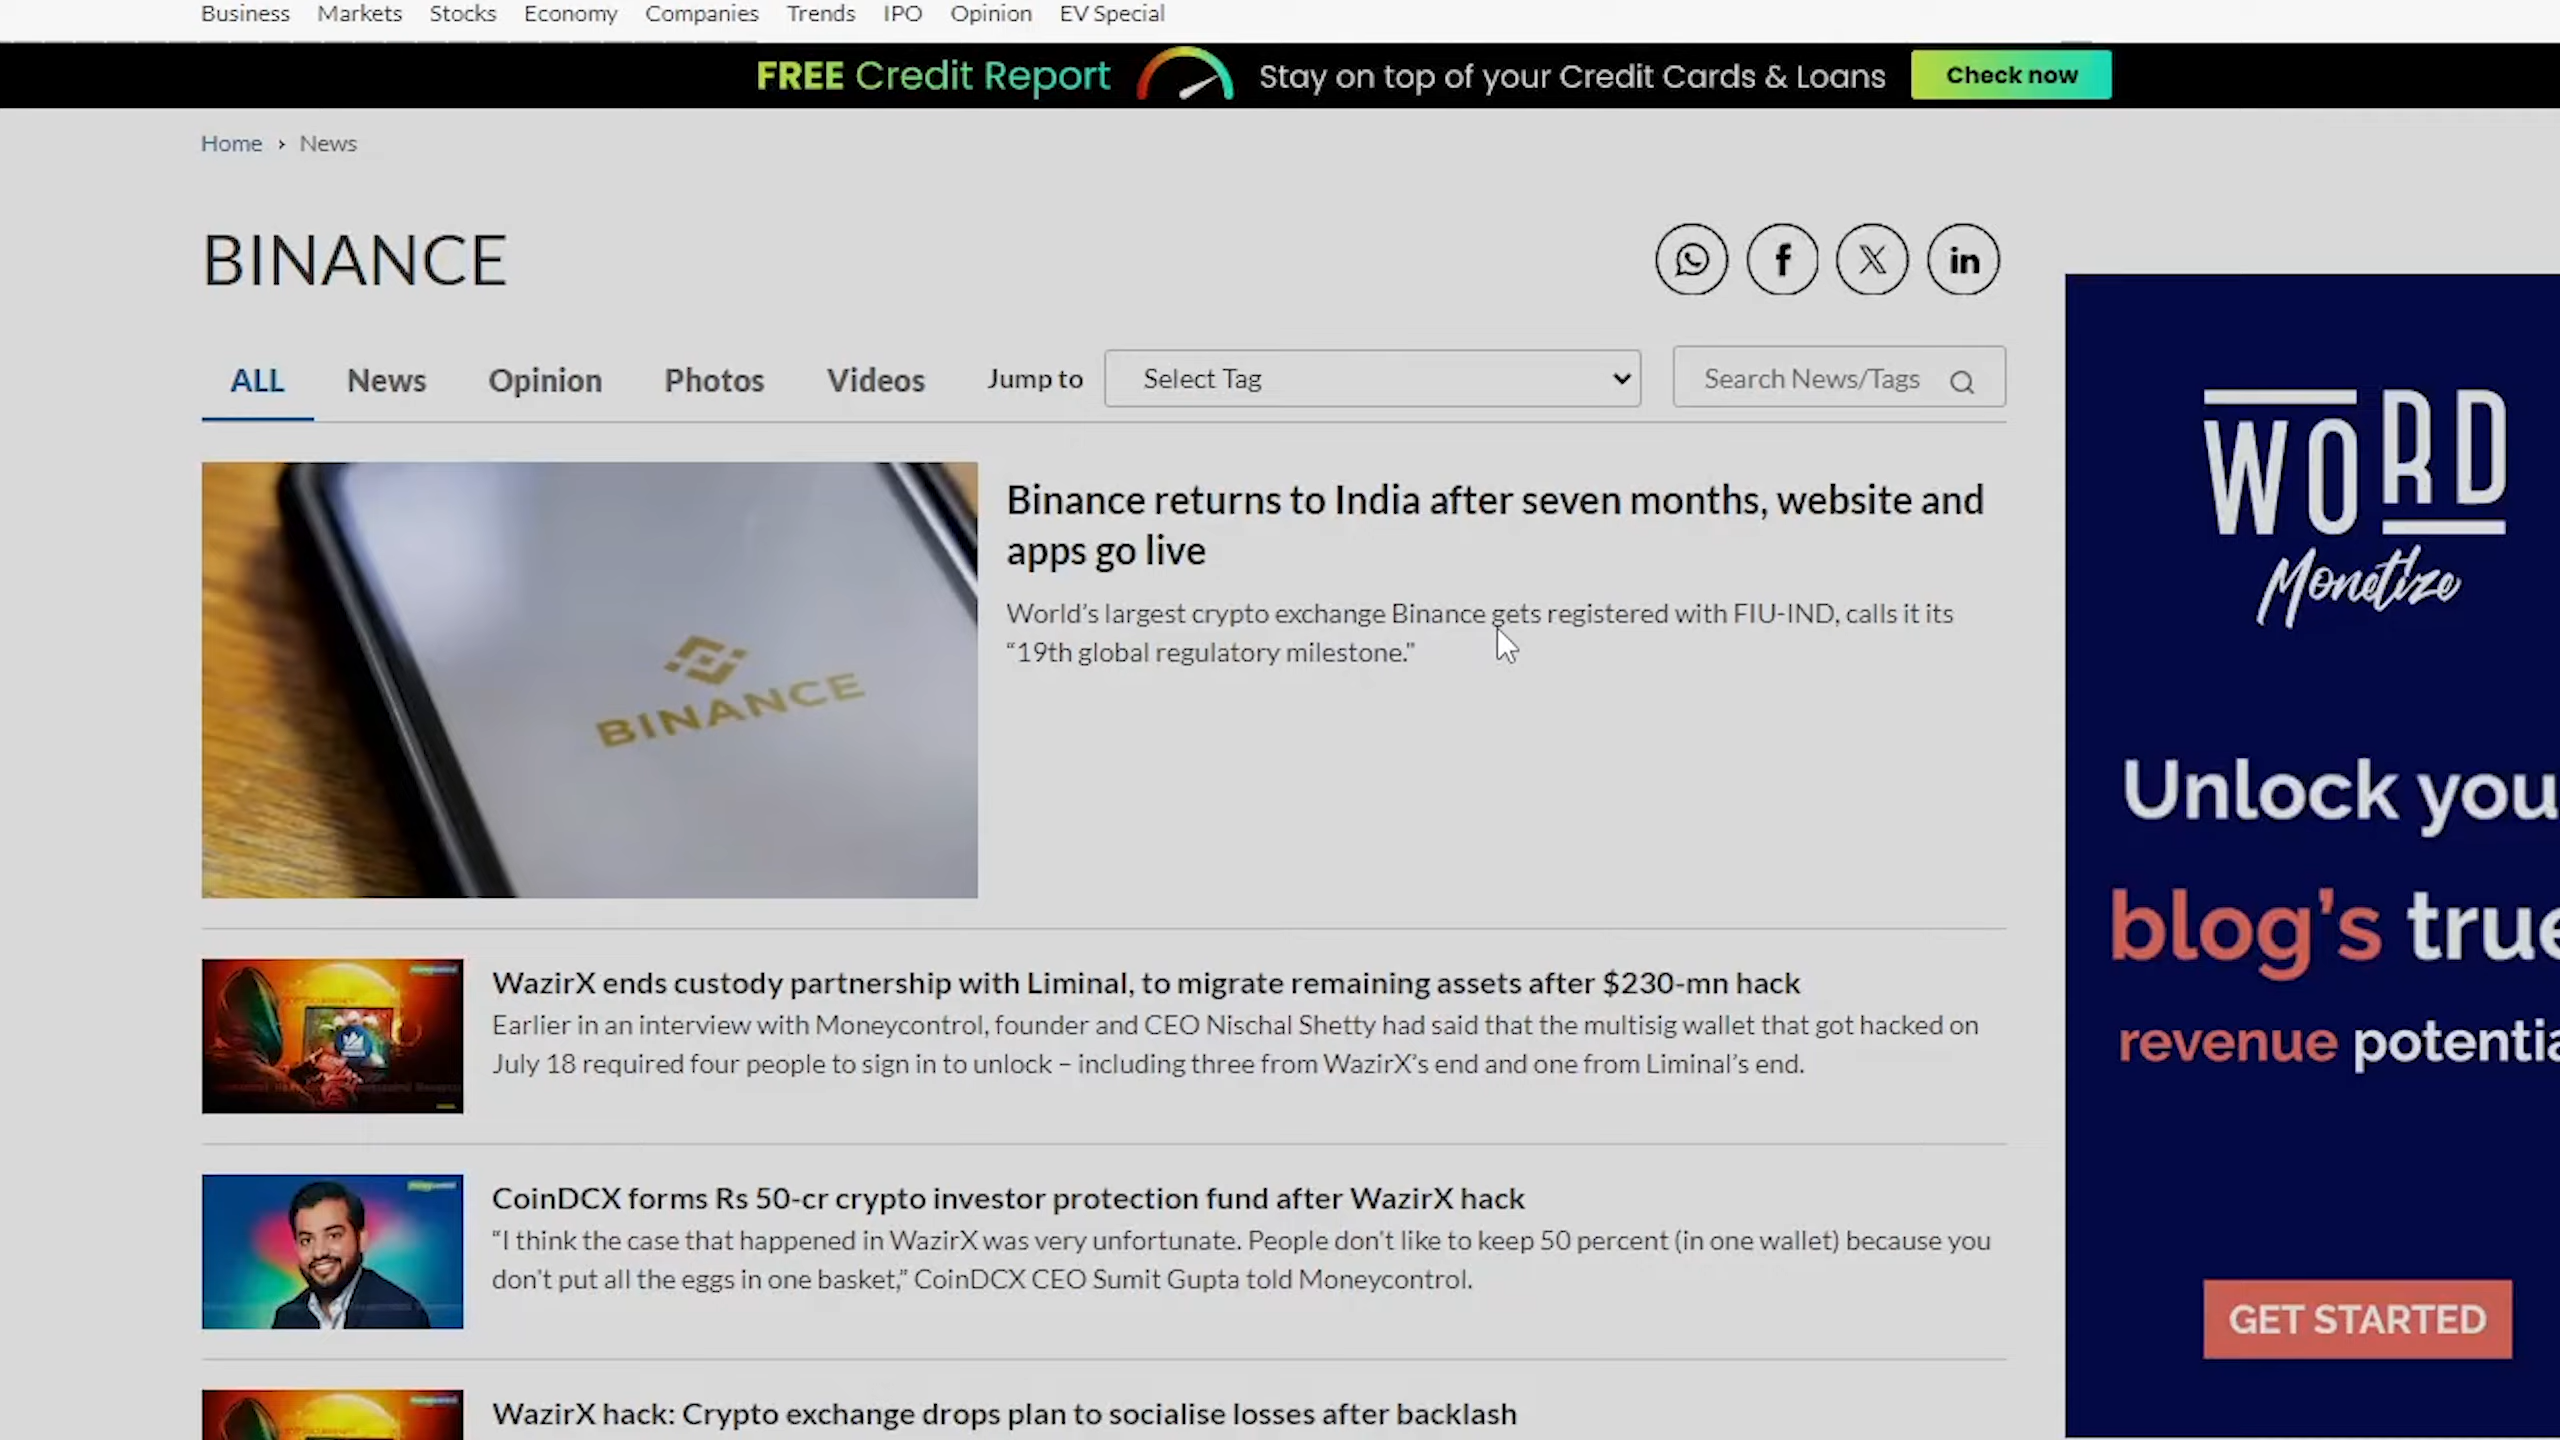 Business Markets Stocks Economy Companies Trends IPO Opinion EV Special
FREE Credit Report Stay on top of your Credit Cards & Loans Check now
Home › News
BINANCE
ALL News Opinion Photos Videos Jump to Select Tag Search News/Tags
BINANCE
Binance returns to India after seven months, website and
apps go live
World’s largest crypto exchange Binance gets registered with FIU-IND, calls it its
“19th global regulatory milestone.”
WazirX ends custody partnership with Liminal, to migrate remaining assets after $230-mn hack
Earlier in an interview with Moneycontrol, founder and CEO Nischal Shetty had said that the multisig wallet that got hacked on
July 18 required four people to sign in to unlock – including three from WazirX’s end and one from Liminal’s end.
CoinDCX forms Rs 50-cr crypto investor protection fund after WazirX hack
“I think the case that happened in WazirX was very unfortunate. People don't like to keep 50 percent (in one wallet) because you
don't put all the eggs in one basket,” CoinDCX CEO Sumit Gupta told Moneycontrol.
WazirX hack: Crypto exchange drops plan to socialise losses after backlash
WORD
Monetize
Unlock you
blog’s true
revenue potentia
GET STARTED